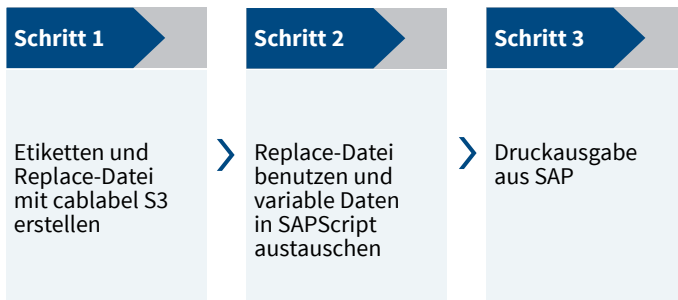 Schritt 1
Etiketten und
Replace-Datei
mit cablabel S3
erstellen
Schritt 2
Replace-Datei
benutzen und
variable Daten
in SAPScript
austauschen
Schritt 3
Druckausgabe
aus SAP